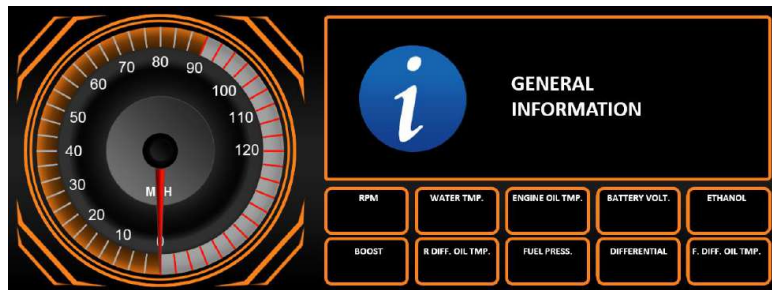 80
70
90
60
100
50
110
40
120
30
MPH
20
10
0
i
GENERAL
INFORMATION
RPM
WATER TMP.
ENGINE OIL TMP.
BATTERY VOLT.
ETHANOL
BOOST
R DIFF. OIL TMP.
FUEL PRESS.
DIFFERENTIAL
F. DIFF. OIL TMP.